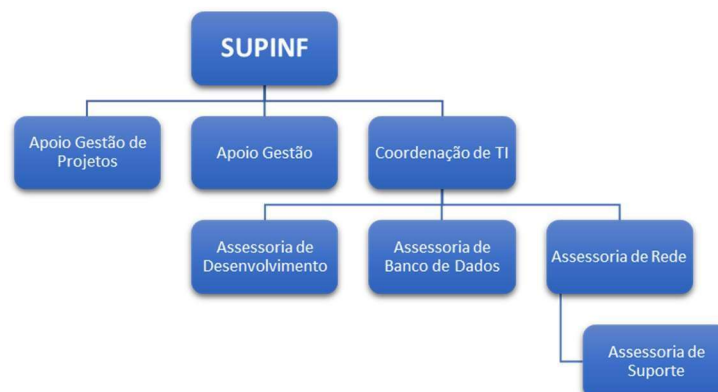 SUPINF
Apoio Gestão de
Projetos
Apoio Gestão
Coordenação de TI
Assessoria de
Desenvolvimento
Assessoria de
Banco de Dados
Assessoria de Rede
Assessoria de
Suporte